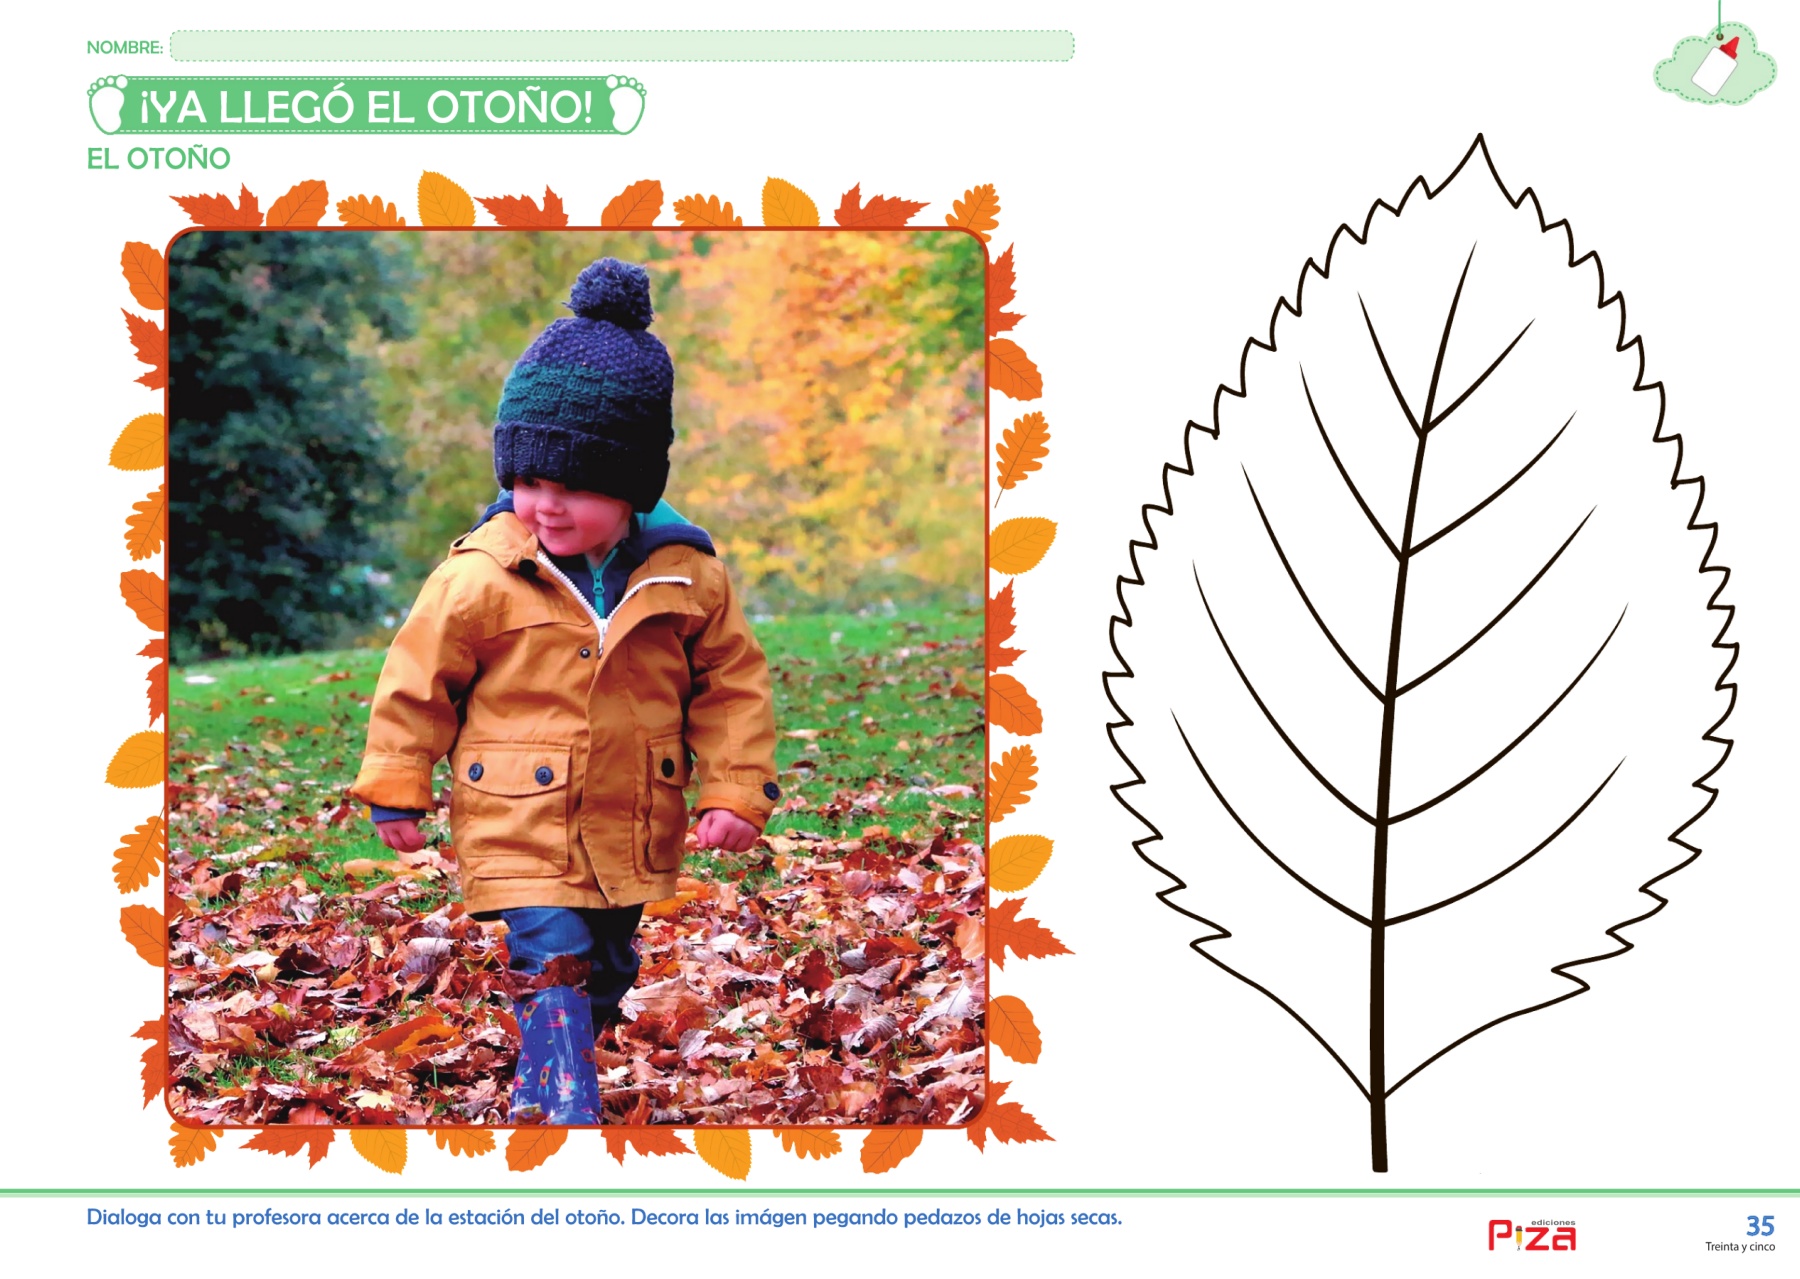 NOMBRE:
¡YA LLEGÓ EL OTOÑO!
EL OTOÑO
Dialoga con tu profesora acerca de la estación del otoño. Decora las imágen pegando pedazos de hojas secas.
ediciones
Piza
35
Treinta y cinco